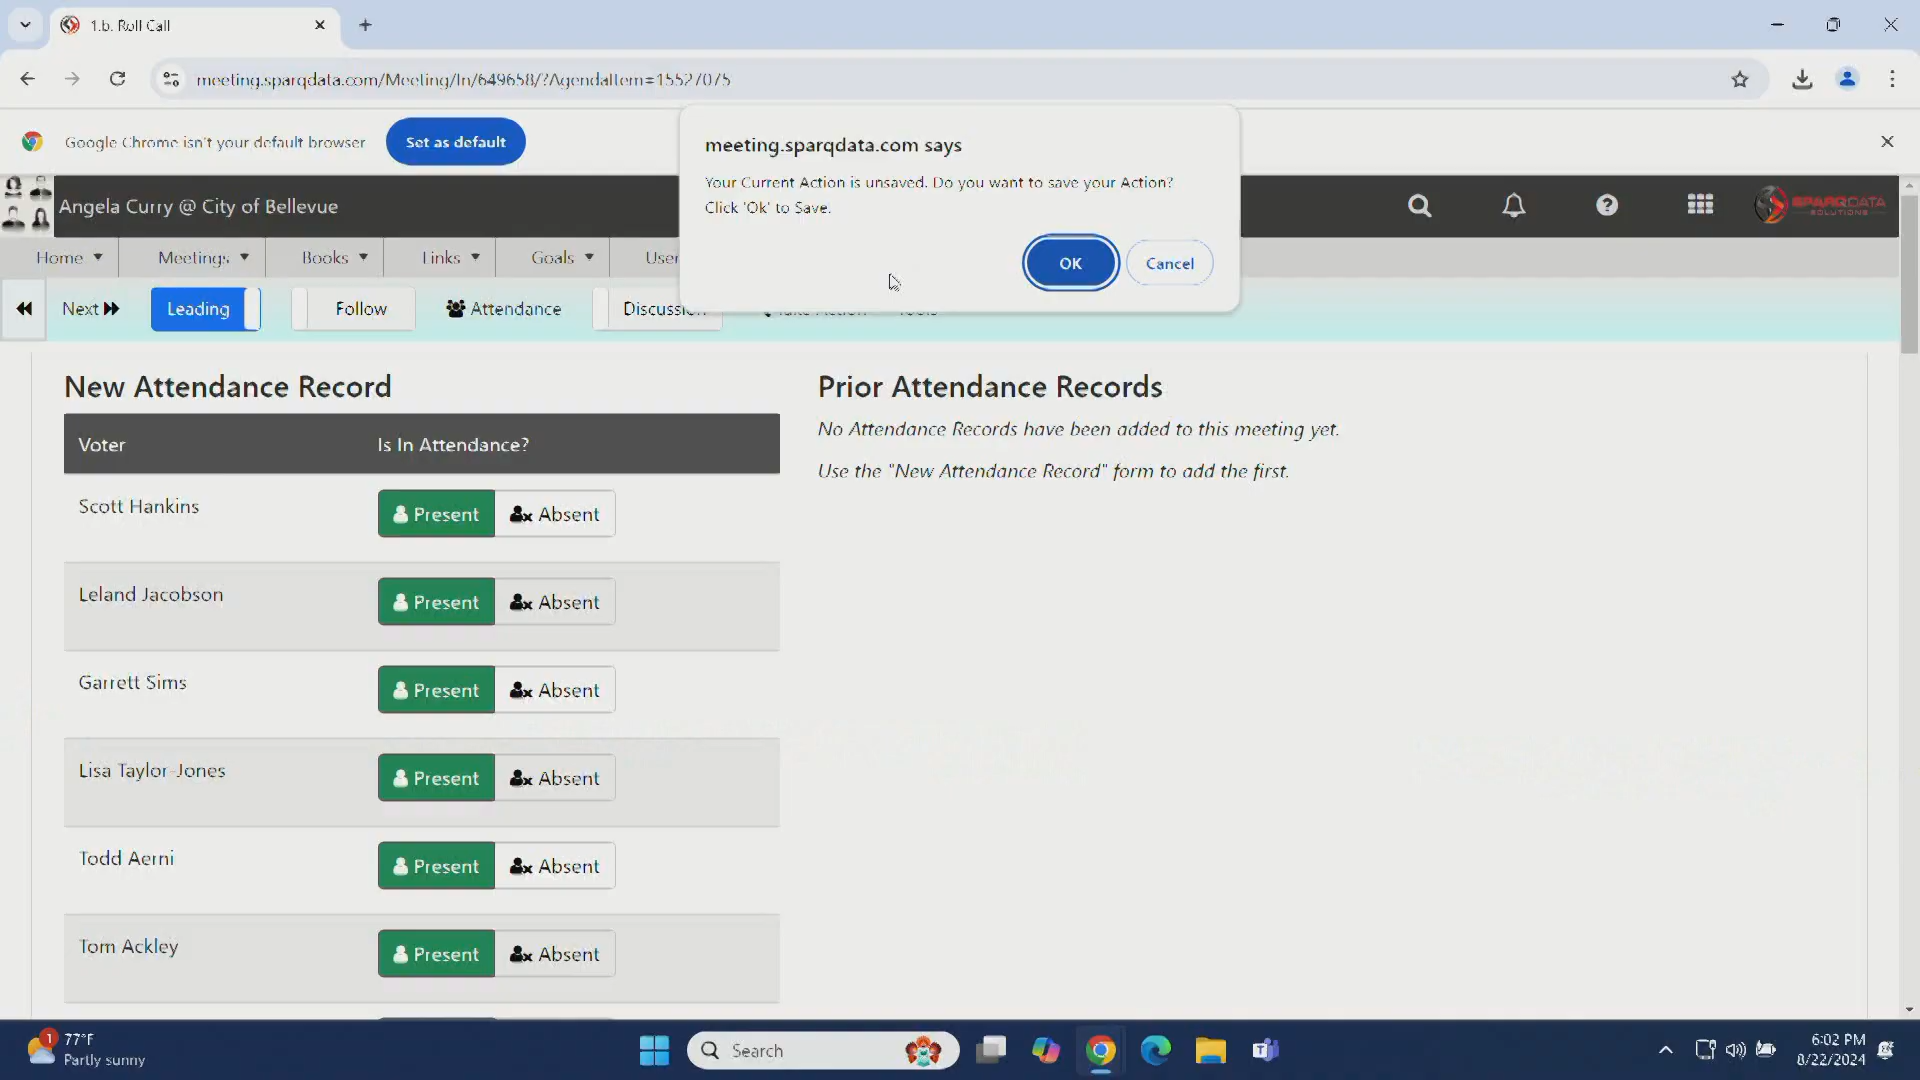 1.b. Roll Call
meeting.sparqdata.com/Meeting/In/649658/?AgendaItem=15527075
Google Chrome isn't your default browser
Set as default
meeting.sparqdata.com says
Your Current Action is unsaved. Do you want to save your Action?
Click 'Ok' to Save.
OK
Cancel
Angela Curry @ City of Bellevue
SPARQDATA
SOLUTIONS
Home
Meetings
Books
Links
Goals
User
Next
Leading
Follow
Attendance
Discussion
New Attendance Record
Prior Attendance Records
Voter
Is In Attendance?
No Attendance Records have been added to this meeting yet.
Use the "New Attendance Record" form to add the first.
Scott Hankins
Present
Absent
Leland Jacobson
Present
Absent
Garrett Sims
Present
Absent
Lisa Taylor-Jones
Present
Absent
Todd Aerni
Present
Absent
Tom Ackley
Present
Absent
1
77°F
Partly sunny
Search
6:02 PM
8/22/2024